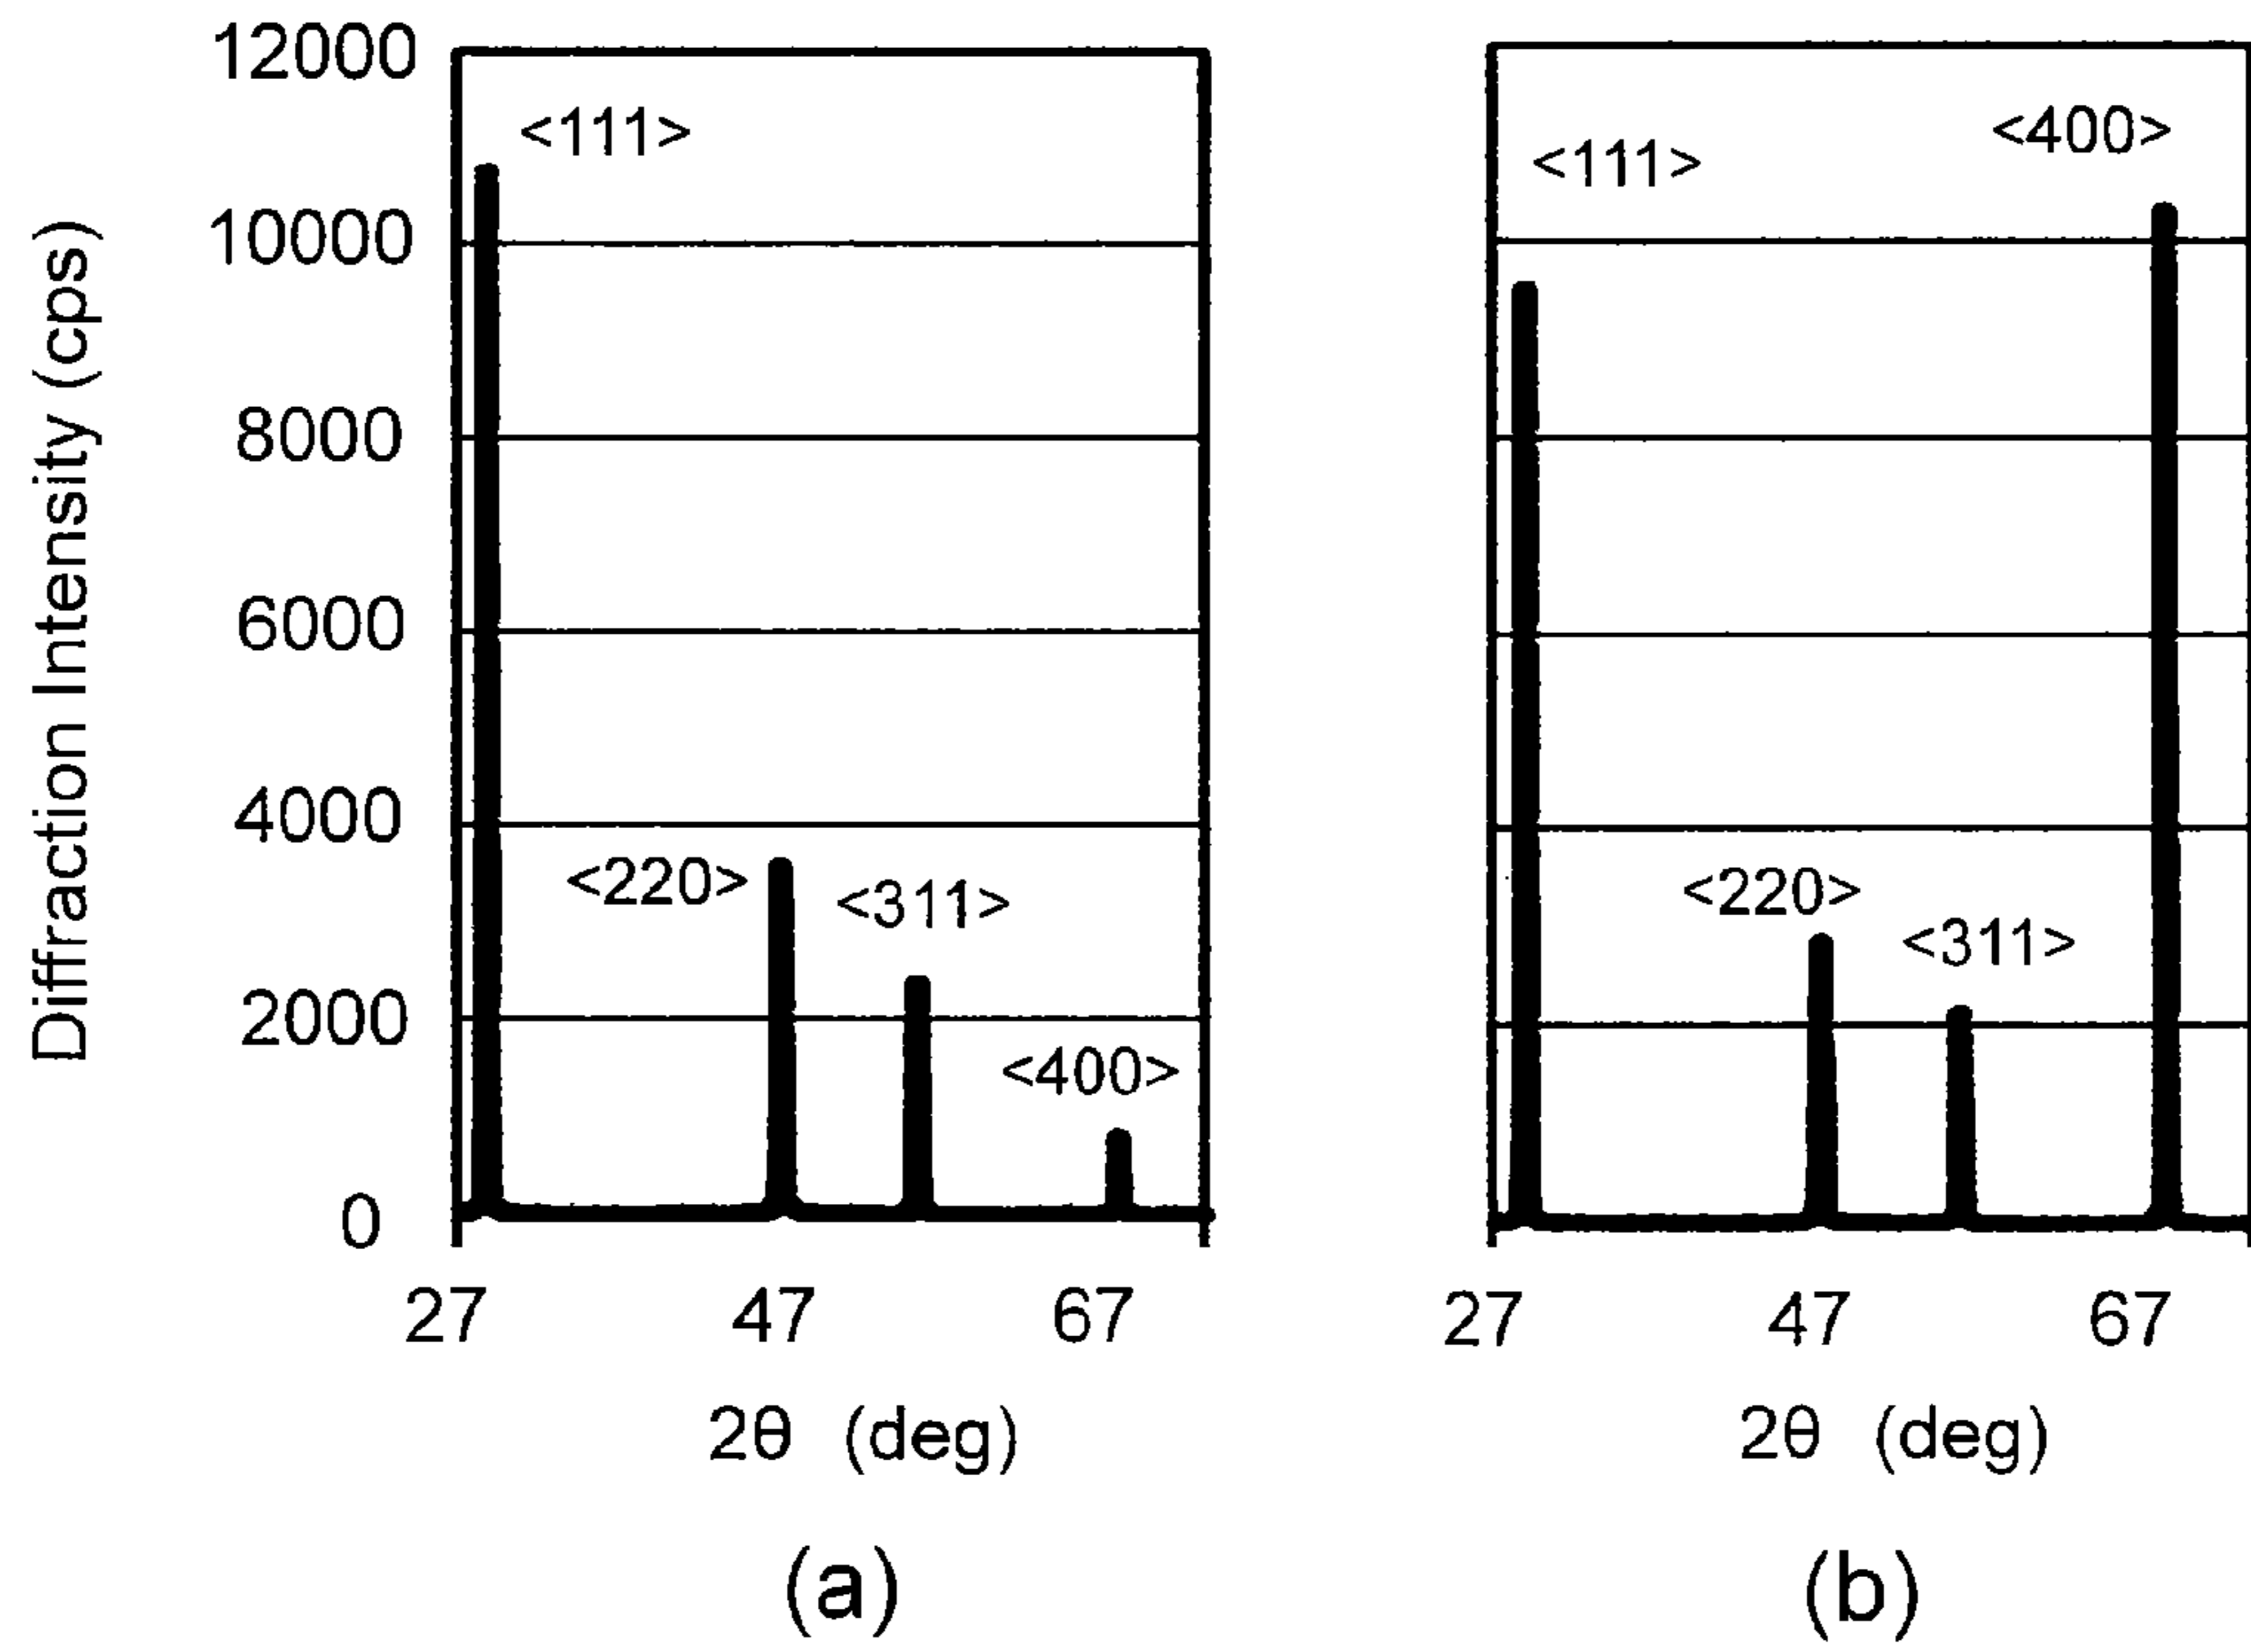 Diffraction Intensity (cps)
12000
10000
8000
6000
4000
2000
0
<111>
<220>
<311>
<400>
27 47 67
2θ (deg)
(a)
<111>
<400>
<220>
<311>
27 47 67
2θ (deg)
(b)